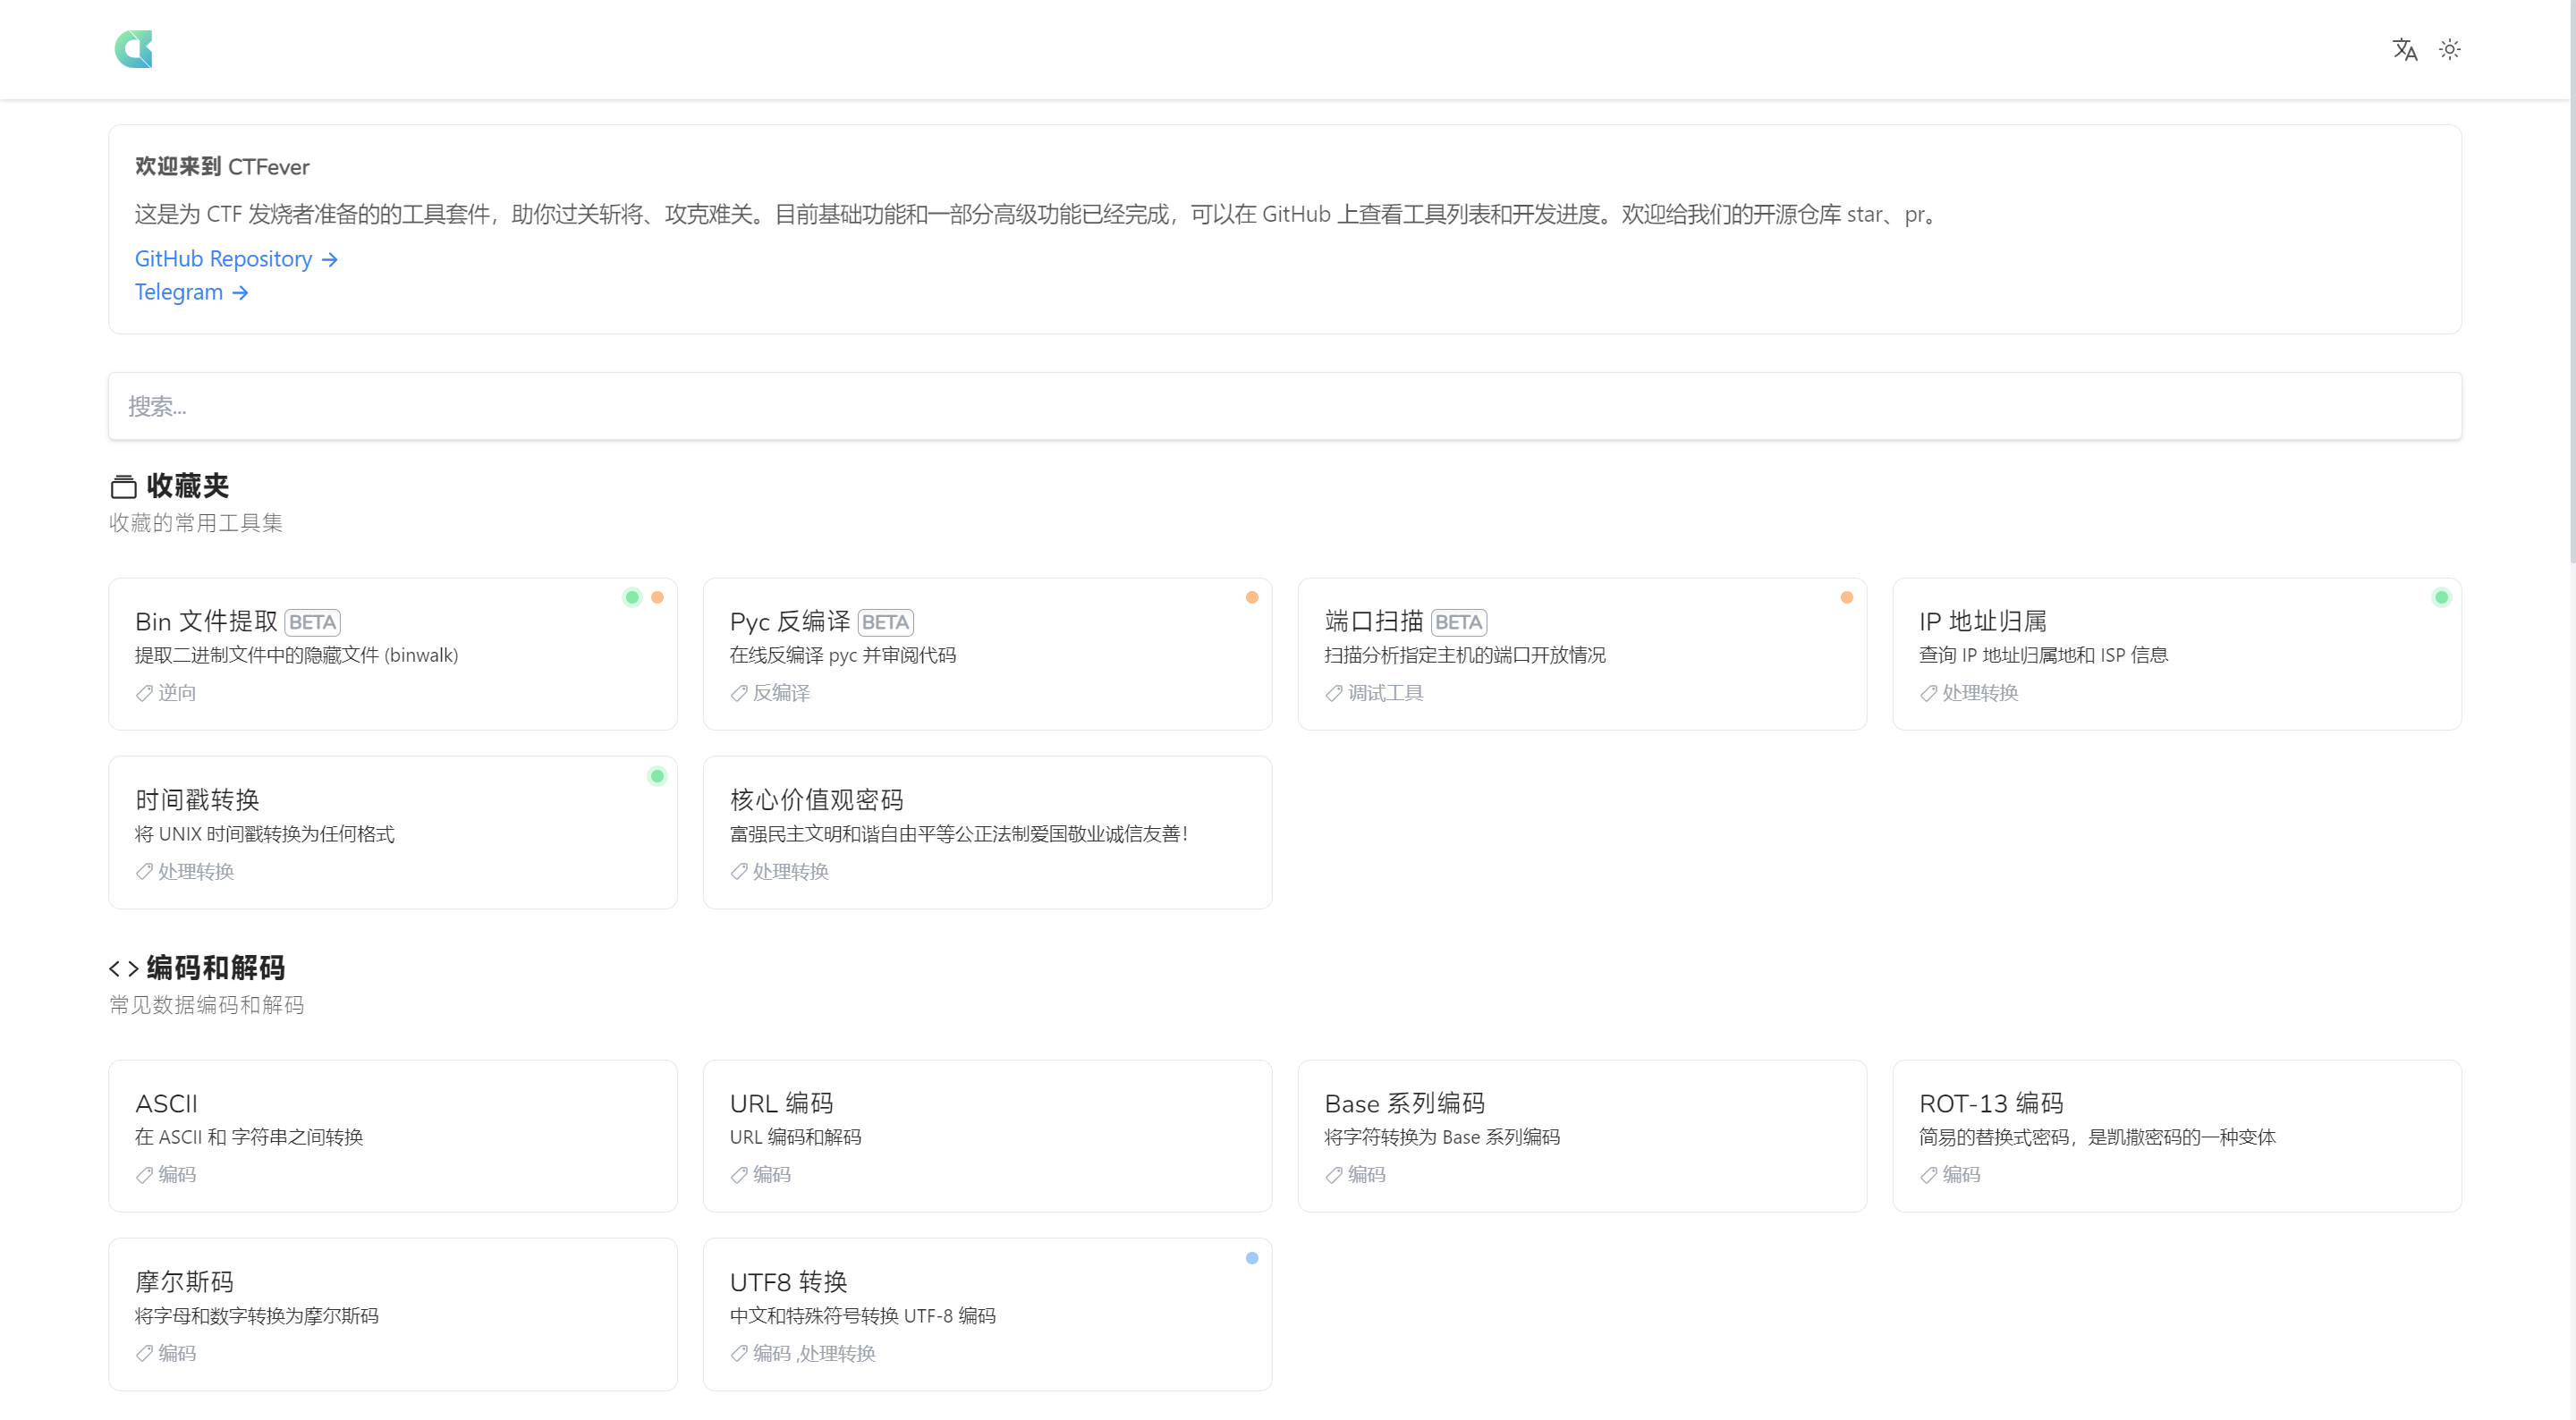 欢迎来到 CTFever
这是为 CTF 发烧者准备的的工具套件，助你过关斩将、攻克难关。目前基础功能和一部分高级功能已经完成，可以在 GitHub 上查看工具列表和开发进度。欢迎给我们的开源仓库 star、pr。
GitHub Repository →
Telegram →
搜索...
收藏夹
收藏的常用工具集
Bin 文件提取 BETA
提取二进制文件中的隐藏文件 (binwalk)
逆向
Pyc 反编译 BETA
在线反编译 pyc 并审阅代码
反编译
端口扫描 BETA
扫描分析指定主机的端口开放情况
调试工具
IP 地址归属
查询 IP 地址归属地和 ISP 信息
处理转换
时间戳转换
将 UNIX 时间戳转换为任何格式
处理转换
核心价值观密码
富强民主文明和谐自由平等公正法制爱国敬业诚信友善！
处理转换
编码和解码
常见数据编码和解码
ASCII
在 ASCII 和 字符串之间转换
编码
URL 编码
URL 编码和解码
编码
Base 系列编码
将字符转换为 Base 系列编码
编码
ROT-13 编码
简易的替换式密码，是凯撒密码的一种变体
编码
摩尔斯码
将字母和数字转换为摩尔斯码
编码
UTF8 转换
中文和特殊符号转换 UTF-8 编码
编码 ,处理转换